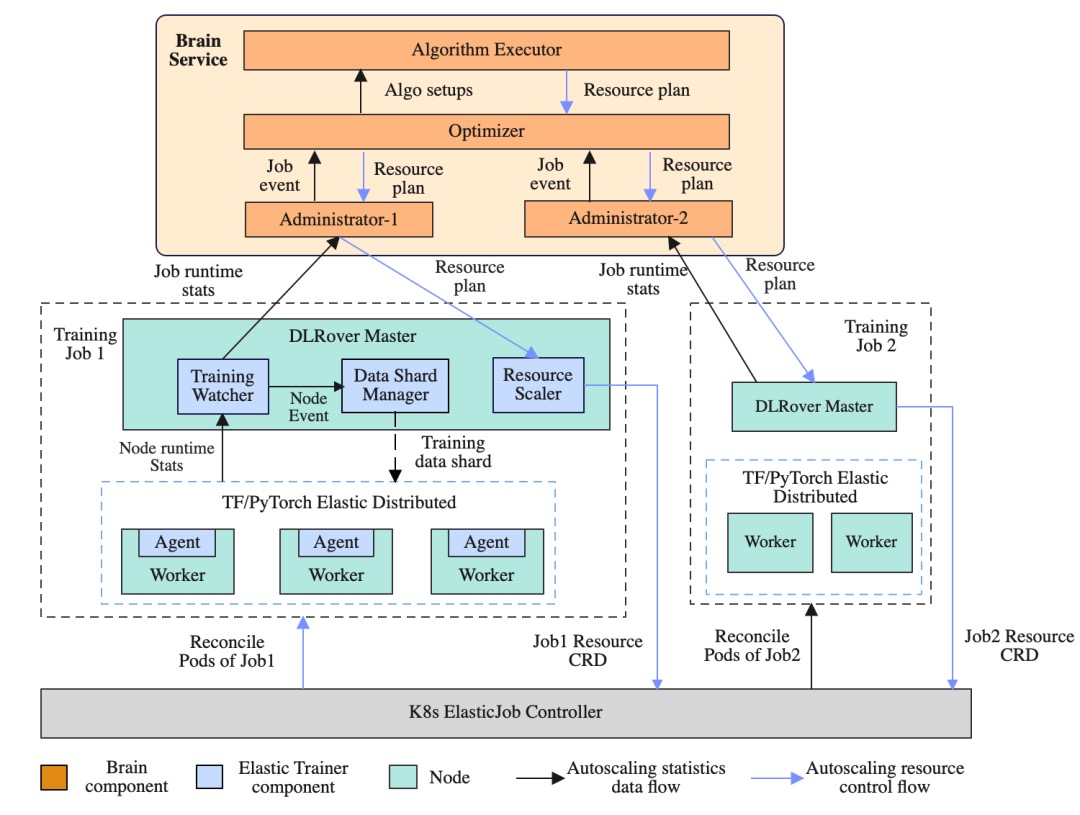 Brain
Service
Algorithm Executor
Algo setups
Resource plan
Optimizer
Job
event
Resource
plan
Job
event
Resource
plan
Administrator-1
Administrator-2
Job runtime
stats
Resource
plan
Job runtime
stats
Resource
plan
Training
Job 1
DLRover Master
Training
Watcher
Node
Event
Data Shard
Manager
Resource
Scaler
Training
Job 2
DLRover Master
Node runtime
Stats
Training
data shard
TF/PyTorch Elastic Distributed
Agent
Worker
Agent
Worker
Agent
Worker
TF/PyTorch Elastic
Distributed
Worker
Worker
Reconcile
Pods of Job1
Job1 Resource
CRD
Reconcile
Pods of Job2
Job2 Resource
CRD
K8s ElasticJob Controller
Brain
component
Elastic Trainer
component
Node
Autoscaling statistics
data flow
Autoscaling resource
control flow